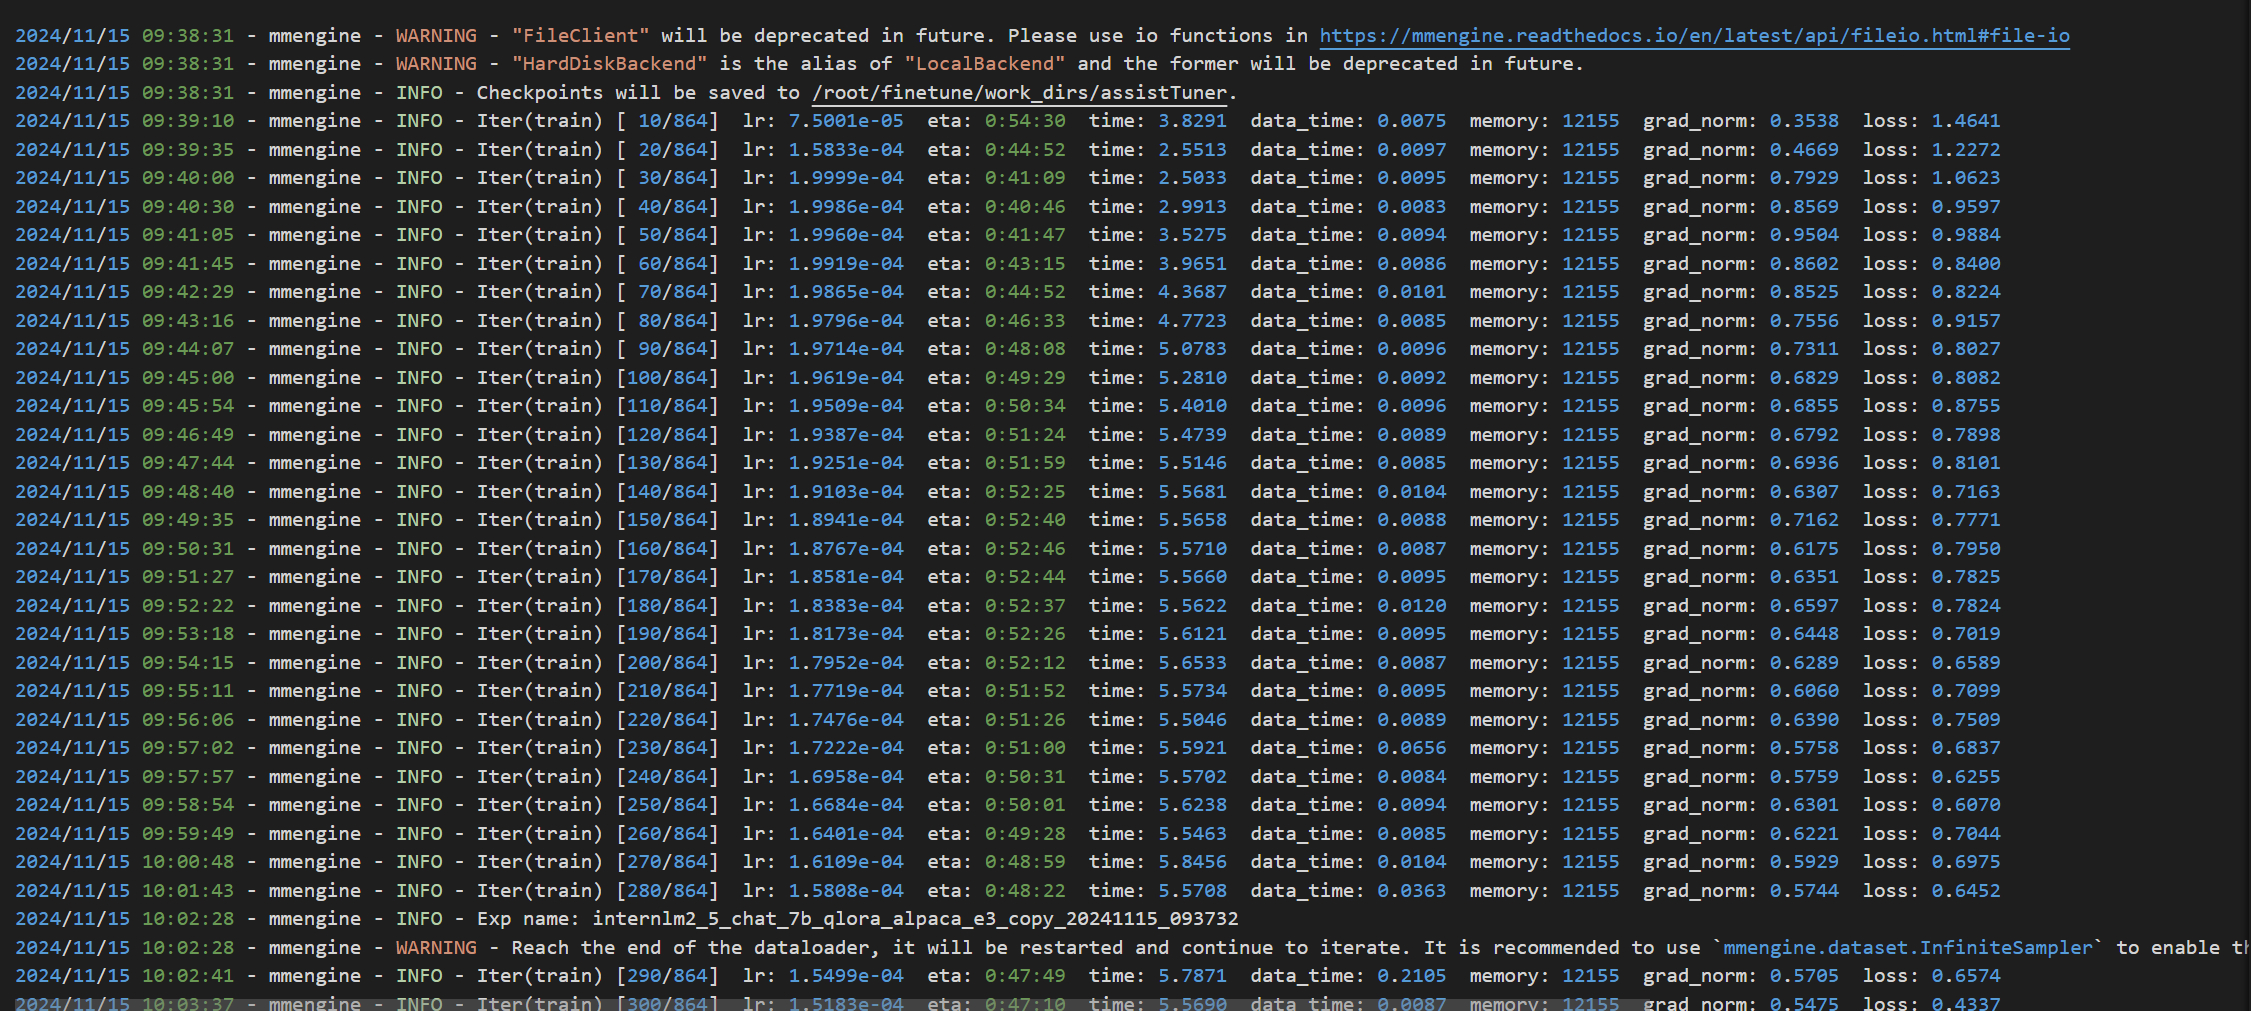 2024/11/15 09:38:31 - mmengine - WARNING - "FileClient" will be deprecated in future. Please use io functions in https://mmengine.readthedocs.io/en/latest/api/fileio.html#file-io
2024/11/15 09:38:31 - mmengine - WARNING - "HardDiskBackend" is the alias of "LocalBackend" and the former will be deprecated in future.
2024/11/15 09:38:31 - mmengine - INFO - Checkpoints will be saved to /root/finetune/work_dirs/assistTuner.
2024/11/15 09:39:10 - mmengine - INFO - Iter(train) [ 10/864]  lr: 7.5001e-05  eta: 0:54:30  time: 3.8291  data_time: 0.0075  memory: 12155  grad_norm: 0.3538  loss: 1.4641
2024/11/15 09:39:35 - mmengine - INFO - Iter(train) [ 20/864]  lr: 1.5833e-04  eta: 0:44:52  time: 2.5513  data_time: 0.0097  memory: 12155  grad_norm: 0.4669  loss: 1.2272
2024/11/15 09:40:00 - mmengine - INFO - Iter(train) [ 30/864]  lr: 1.9999e-04  eta: 0:41:09  time: 2.5033  data_time: 0.0095  memory: 12155  grad_norm: 0.7929  loss: 1.0623
2024/11/15 09:40:30 - mmengine - INFO - Iter(train) [ 40/864]  lr: 1.9986e-04  eta: 0:40:46  time: 2.9913  data_time: 0.0083  memory: 12155  grad_norm: 0.8569  loss: 0.9597
2024/11/15 09:41:05 - mmengine - INFO - Iter(train) [ 50/864]  lr: 1.9960e-04  eta: 0:41:47  time: 3.5275  data_time: 0.0094  memory: 12155  grad_norm: 0.9504  loss: 0.9884
2024/11/15 09:41:45 - mmengine - INFO - Iter(train) [ 60/864]  lr: 1.9919e-04  eta: 0:43:15  time: 3.9651  data_time: 0.0086  memory: 12155  grad_norm: 0.8602  loss: 0.8400
2024/11/15 09:42:29 - mmengine - INFO - Iter(train) [ 70/864]  lr: 1.9865e-04  eta: 0:44:52  time: 4.3687  data_time: 0.0101  memory: 12155  grad_norm: 0.8525  loss: 0.8224
2024/11/15 09:43:16 - mmengine - INFO - Iter(train) [ 80/864]  lr: 1.9796e-04  eta: 0:46:33  time: 4.7723  data_time: 0.0085  memory: 12155  grad_norm: 0.7556  loss: 0.9157
2024/11/15 09:44:07 - mmengine - INFO - Iter(train) [ 90/864]  lr: 1.9714e-04  eta: 0:48:08  time: 5.0783  data_time: 0.0096  memory: 12155  grad_norm: 0.7311  loss: 0.8027
2024/11/15 09:45:00 - mmengine - INFO - Iter(train) [100/864]  lr: 1.9619e-04  eta: 0:49:29  time: 5.2810  data_time: 0.0092  memory: 12155  grad_norm: 0.6829  loss: 0.8082
2024/11/15 09:45:54 - mmengine - INFO - Iter(train) [110/864]  lr: 1.9509e-04  eta: 0:50:34  time: 5.4010  data_time: 0.0096  memory: 12155  grad_norm: 0.6855  loss: 0.8755
2024/11/15 09:46:49 - mmengine - INFO - Iter(train) [120/864]  lr: 1.9387e-04  eta: 0:51:24  time: 5.4739  data_time: 0.0089  memory: 12155  grad_norm: 0.6792  loss: 0.7898
2024/11/15 09:47:44 - mmengine - INFO - Iter(train) [130/864]  lr: 1.9251e-04  eta: 0:51:59  time: 5.5146  data_time: 0.0085  memory: 12155  grad_norm: 0.6936  loss: 0.8101
2024/11/15 09:48:40 - mmengine - INFO - Iter(train) [140/864]  lr: 1.9103e-04  eta: 0:52:25  time: 5.5681  data_time: 0.0104  memory: 12155  grad_norm: 0.6307  loss: 0.7163
2024/11/15 09:49:35 - mmengine - INFO - Iter(train) [150/864]  lr: 1.8941e-04  eta: 0:52:40  time: 5.5658  data_time: 0.0088  memory: 12155  grad_norm: 0.7162  loss: 0.7771
2024/11/15 09:50:31 - mmengine - INFO - Iter(train) [160/864]  lr: 1.8767e-04  eta: 0:52:46  time: 5.5710  data_time: 0.0087  memory: 12155  grad_norm: 0.6175  loss: 0.7950
2024/11/15 09:51:27 - mmengine - INFO - Iter(train) [170/864]  lr: 1.8581e-04  eta: 0:52:44  time: 5.5660  data_time: 0.0095  memory: 12155  grad_norm: 0.6351  loss: 0.7825
2024/11/15 09:52:22 - mmengine - INFO - Iter(train) [180/864]  lr: 1.8383e-04  eta: 0:52:37  time: 5.5622  data_time: 0.0120  memory: 12155  grad_norm: 0.6597  loss: 0.7824
2024/11/15 09:53:18 - mmengine - INFO - Iter(train) [190/864]  lr: 1.8173e-04  eta: 0:52:26  time: 5.6121  data_time: 0.0095  memory: 12155  grad_norm: 0.6448  loss: 0.7019
2024/11/15 09:54:15 - mmengine - INFO - Iter(train) [200/864]  lr: 1.7952e-04  eta: 0:52:12  time: 5.6533  data_time: 0.0087  memory: 12155  grad_norm: 0.6289  loss: 0.6589
2024/11/15 09:55:11 - mmengine - INFO - Iter(train) [210/864]  lr: 1.7719e-04  eta: 0:51:52  time: 5.5734  data_time: 0.0095  memory: 12155  grad_norm: 0.6060  loss: 0.7099
2024/11/15 09:56:06 - mmengine - INFO - Iter(train) [220/864]  lr: 1.7476e-04  eta: 0:51:26  time: 5.5046  data_time: 0.0089  memory: 12155  grad_norm: 0.6390  loss: 0.7509
2024/11/15 09:57:02 - mmengine - INFO - Iter(train) [230/864]  lr: 1.7222e-04  eta: 0:51:00  time: 5.5921  data_time: 0.0656  memory: 12155  grad_norm: 0.5758  loss: 0.6837
2024/11/15 09:57:57 - mmengine - INFO - Iter(train) [240/864]  lr: 1.6958e-04  eta: 0:50:31  time: 5.5702  data_time: 0.0084  memory: 12155  grad_norm: 0.5759  loss: 0.6255
2024/11/15 09:58:54 - mmengine - INFO - Iter(train) [250/864]  lr: 1.6684e-04  eta: 0:50:01  time: 5.6238  data_time: 0.0094  memory: 12155  grad_norm: 0.6301  loss: 0.6070
2024/11/15 09:59:49 - mmengine - INFO - Iter(train) [260/864]  lr: 1.6401e-04  eta: 0:49:28  time: 5.5463  data_time: 0.0085  memory: 12155  grad_norm: 0.6221  loss: 0.7044
2024/11/15 10:00:48 - mmengine - INFO - Iter(train) [270/864]  lr: 1.6109e-04  eta: 0:48:59  time: 5.8456  data_time: 0.0104  memory: 12155  grad_norm: 0.5929  loss: 0.6975
2024/11/15 10:01:43 - mmengine - INFO - Iter(train) [280/864]  lr: 1.5808e-04  eta: 0:48:22  time: 5.5708  data_time: 0.0363  memory: 12155  grad_norm: 0.5744  loss: 0.6452
2024/11/15 10:02:28 - mmengine - INFO - Exp name: internlm2_5_chat_7b_qlora_alpaca_e3_copy_20241115_093732
2024/11/15 10:02:28 - mmengine - WARNING - Reach the end of the dataloader, it will be restarted and continue to iterate. It is recommended to use `mmengine.dataset.InfiniteSampler` to enable
2024/11/15 10:02:41 - mmengine - INFO - Iter(train) [290/864]  lr: 1.5499e-04  eta: 0:47:49  time: 5.7871  data_time: 0.2105  memory: 12155  grad_norm: 0.5705  loss: 0.6574
2024/11/15 10:03:37 - mmengine - INFO - Iter(train) [300/864]  lr: 1.5183e-04  eta: 0:47:10  time: 5.5690  data_time: 0.0087  memory: 12155  grad_norm: 0.5475  loss: 0.4337